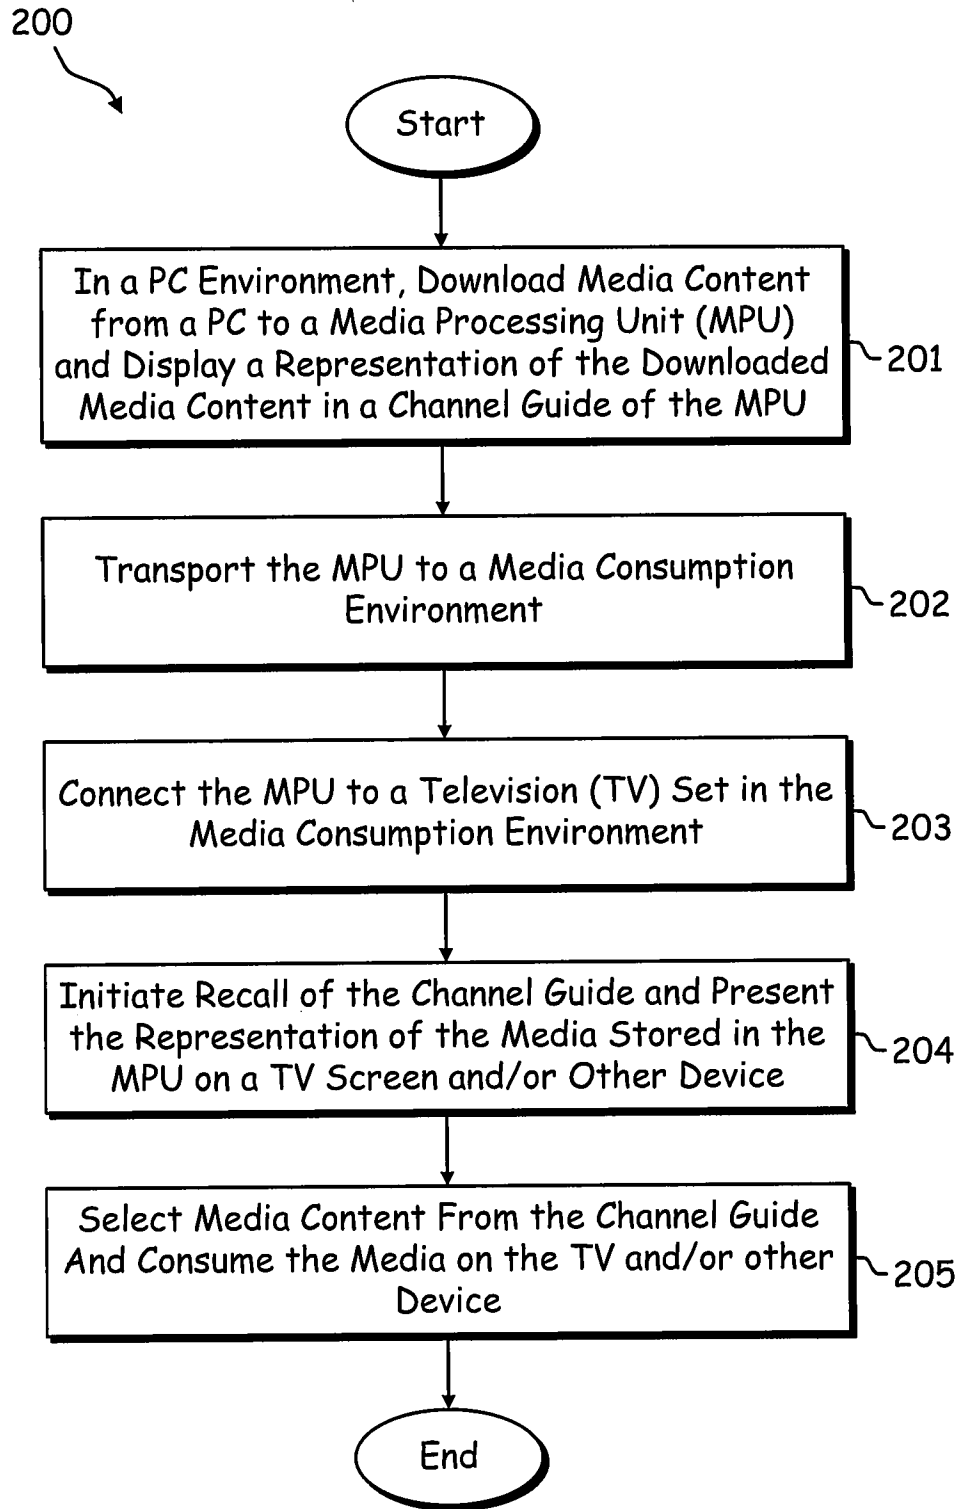 200
Start
In a PC Environment, Download Media Content
from a PC to a Media Processing Unit (MPU)
and Display a Representation of the Downloaded
Media Content in a Channel Guide of the MPU
201
Transport the MPU to a Media Consumption
Environment
202
Connect the MPU to a Television (TV) Set in the
Media Consumption Environment
203
Initiate Recall of the Channel Guide and Present
the Representation of the Media Stored in the
MPU on a TV Screen and/or Other Device
204
Select Media Content From the Channel Guide
And Consume the Media on the TV and/or other
Device
205
End